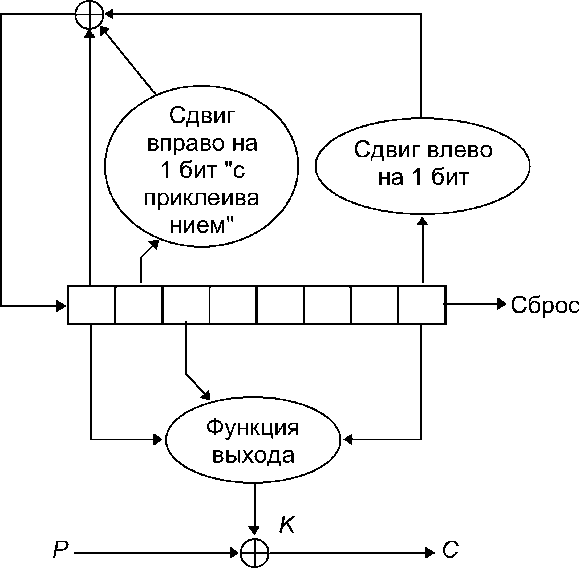 Сдвиг
вправо на
1 бит "с
приклеива
нием"
Сдвиг влево
на 1 бит
Сброс
Функция
выхода
K
P
C